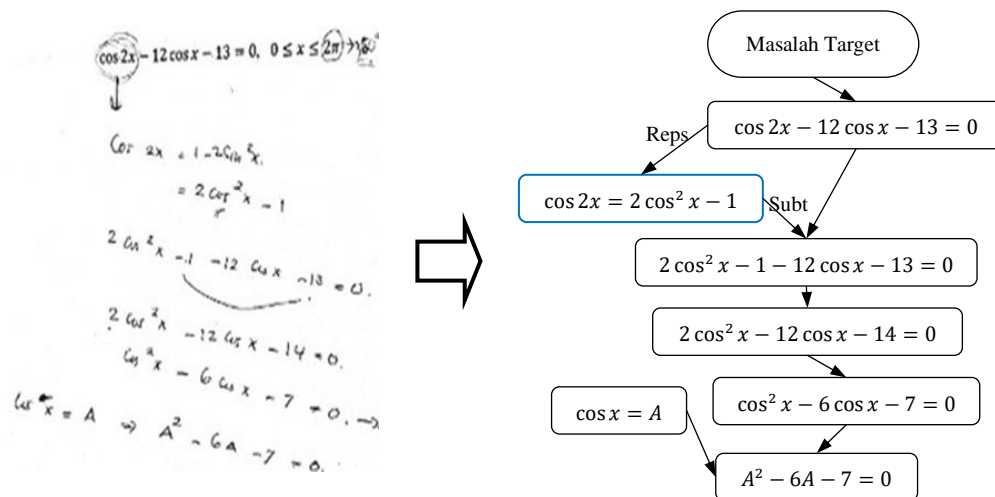 cos 2x − 12 cos x − 13 = 0, 0 ≤ x ≤ 2π → 180°
Cos 2x = 1 - 2 Sin²x.
= 2 cos²x - 1
2 cos²x - 1 - 12 cos x - 13 = 0.
2 cos²x - 12 cos x - 14 = 0.
cos²x - 6 cos x - 7 = 0. →
cos x = A ⇒ A² - 6A - 7 = 0.
Masalah Target
cos 2x − 12 cos x − 13 = 0
Reps
cos 2x = 2 cos² x − 1
Subt
2 cos² x − 1 − 12 cos x − 13 = 0
2 cos² x − 12 cos x − 14 = 0
cos x = A
cos² x − 6 cos x − 7 = 0
A² − 6A − 7 = 0